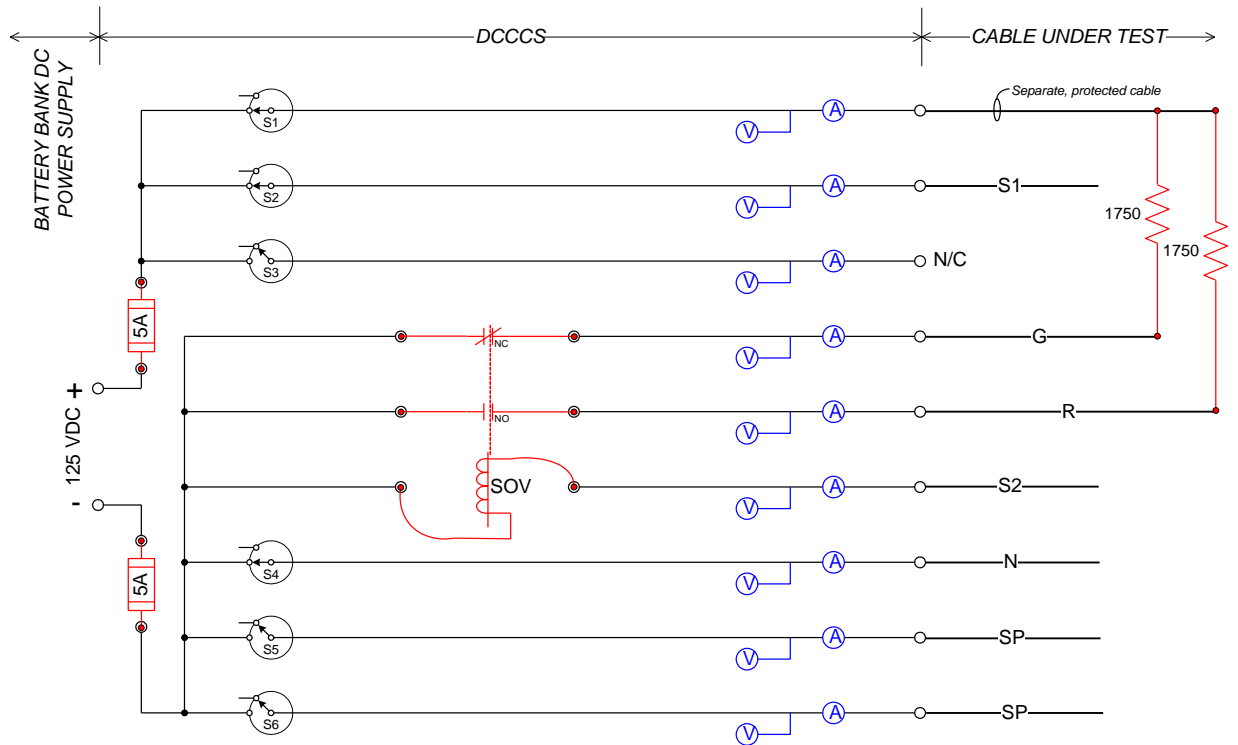 DCCCS
CABLE UNDER TEST
BATTERY BANK DC
POWER SUPPLY
Separate, protected cable
S1
V
A
S2
V
A
S1
1750
1750
S3
V
A
N/C
5A
NC
V
A
G
+
125 VDC
-
NO
V
A
R
SOV
V
A
S2
5A
S4
V
A
N
S5
V
A
SP
S6
V
A
SP